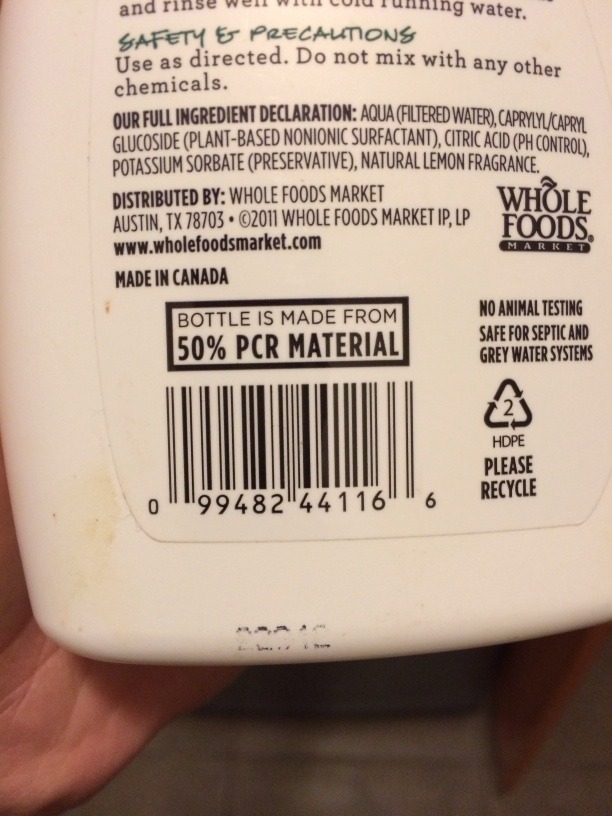 and rinse well with cold running water.
SAFETY & PRECAUTIONS
Use as directed. Do not mix with any other
chemicals.
OUR FULL INGREDIENT DECLARATION: AQUA (FILTERED WATER), CAPRYLYL/CAPRYL
GLUCOSIDE (PLANT-BASED NONIONIC SURFACTANT), CITRIC ACID (PH CONTROL),
POTASSIUM SORBATE (PRESERVATIVE), NATURAL LEMON FRAGRANCE.
DISTRIBUTED BY: WHOLE FOODS MARKET
AUSTIN, TX 78703 • ©2011 WHOLE FOODS MARKET IP, LP
www.wholefoodsmarket.com
MADE IN CANADA
WHOLE
FOODS®
MARKET
BOTTLE IS MADE FROM
50% PCR MATERIAL
NO ANIMAL TESTING
SAFE FOR SEPTIC AND
GREY WATER SYSTEMS
2
HDPE
PLEASE
RECYCLE
0 99482 44116 6